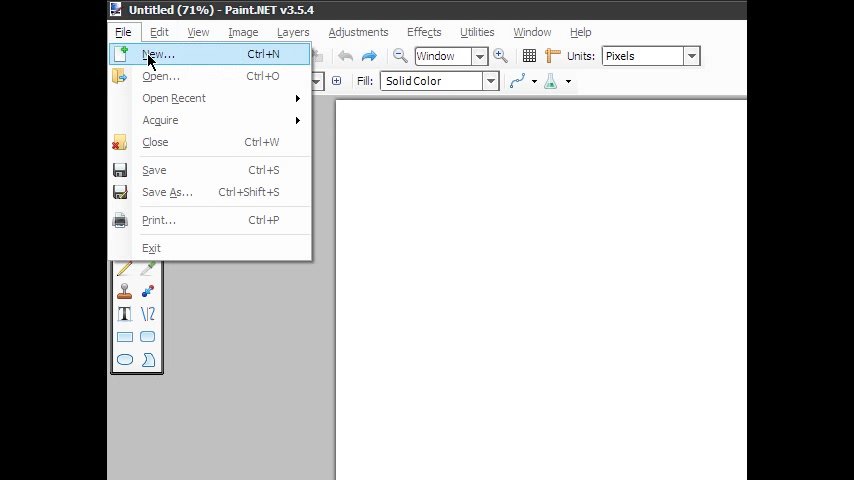 Untitled (71%) - Paint.NET v3.5.4
File Edit View Image Layers Adjustments Effects Utilities Window Help
Window Units: Pixels
Fill: Solid Color
New... Ctrl+N
Open... Ctrl+O
Open Recent
Acquire
Close Ctrl+W
Save Ctrl+S
Save As... Ctrl+Shift+S
Print... Ctrl+P
Exit